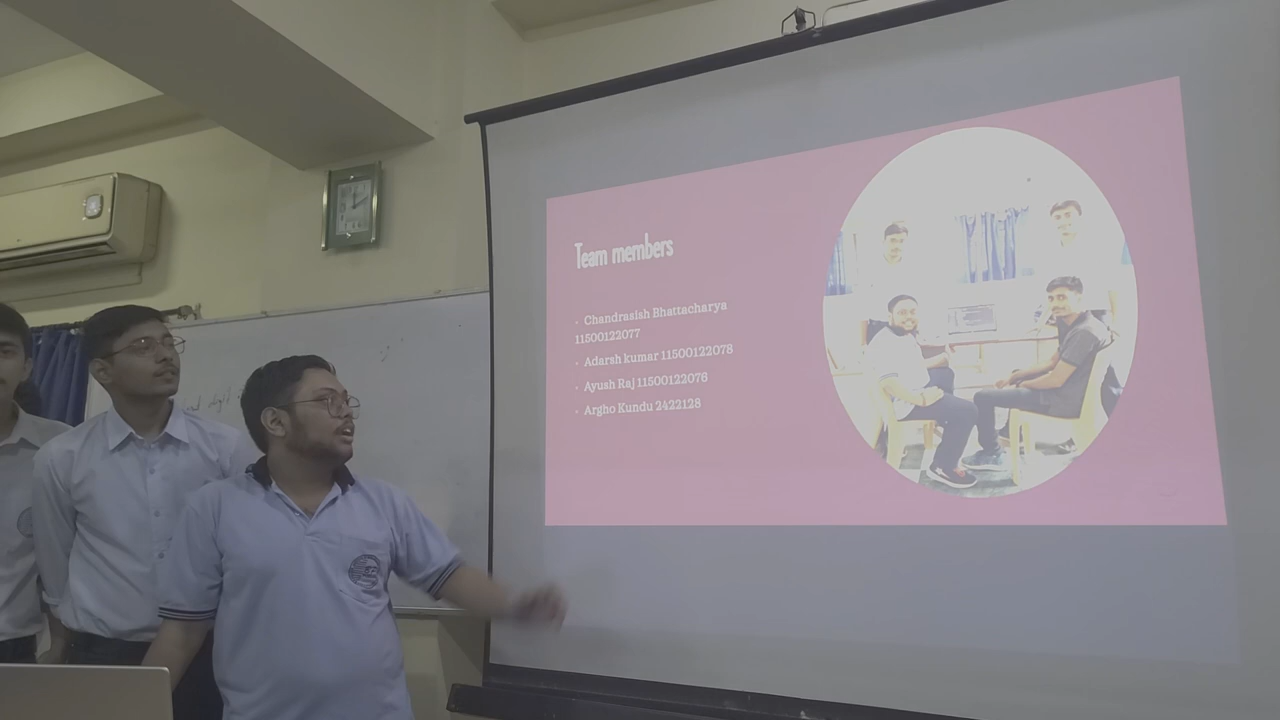 Team members
• Chandrasish Bhattacharya
11500122077
• Adarsh kumar 11500122078
• Ayush Raj 11500122076
• Argho Kundu 2422128